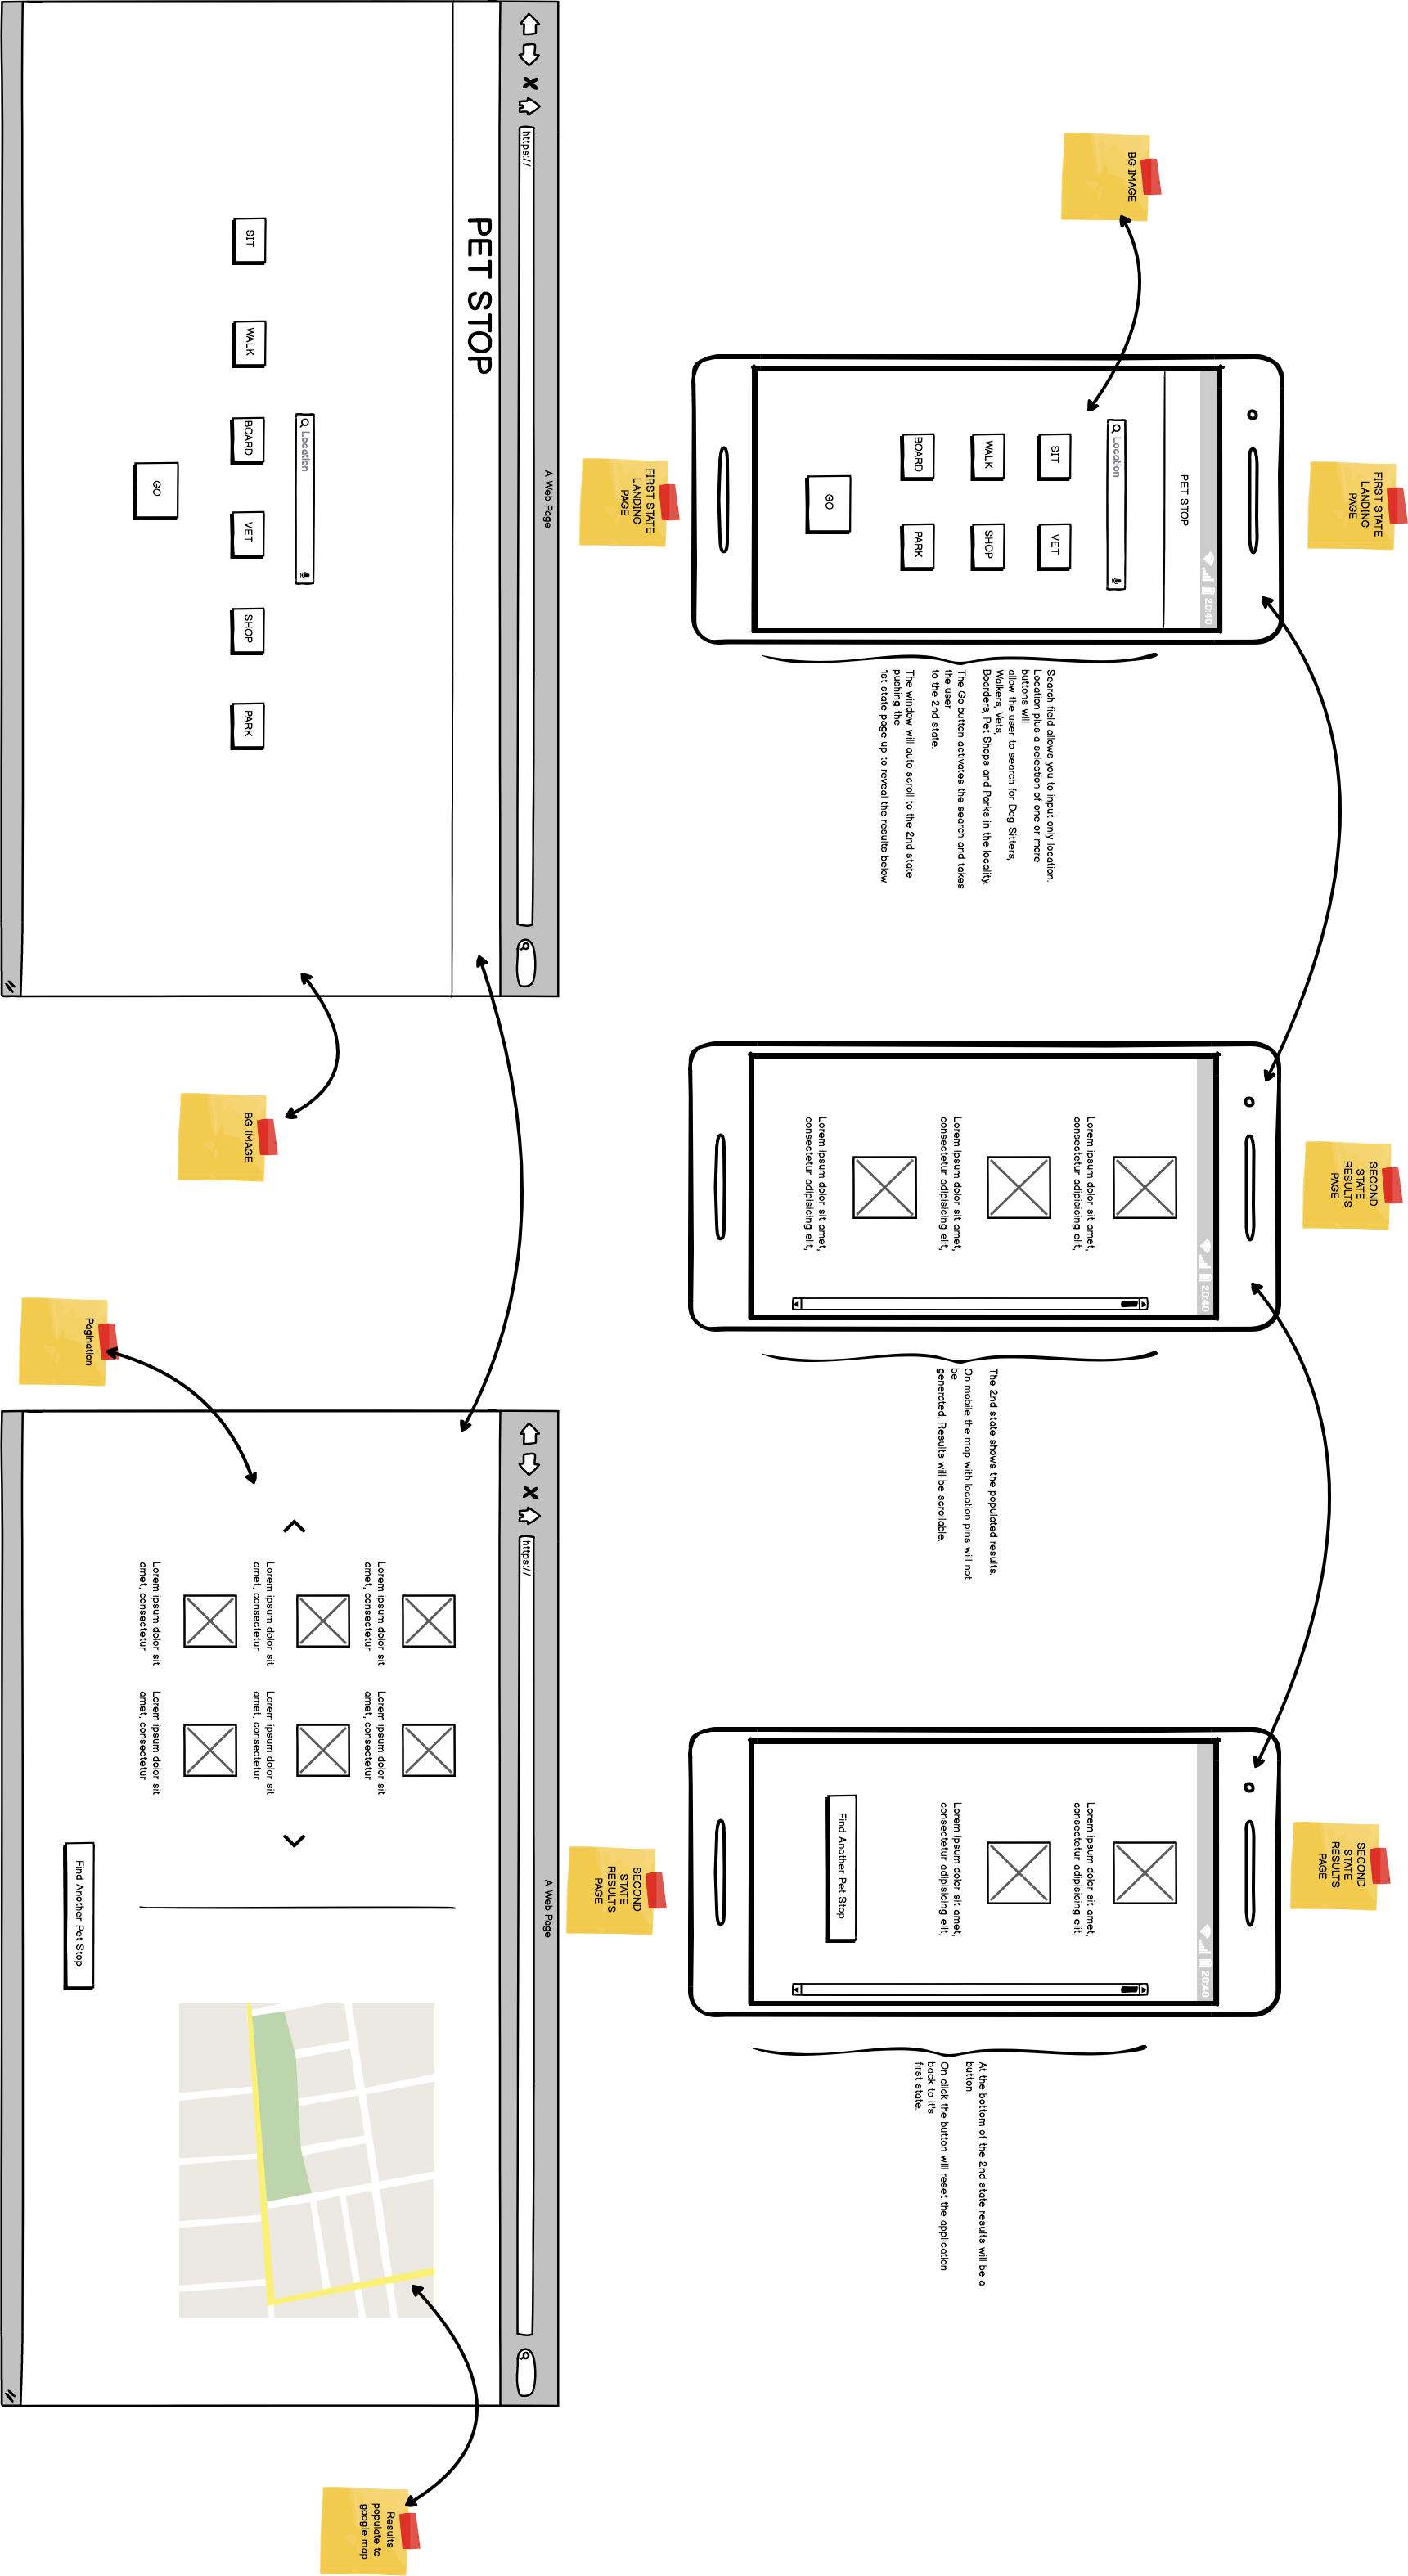 FIRST STATE
LANDING
PAGE
SECOND
STATE
RESULTS
PAGE
SECOND
STATE
RESULTS
PAGE
BG IMAGE
20:40
PET STOP
Location
SIT
VET
WALK
SHOP
BOARD
PARK
GO
Search field allows you to input only location.
Location plus a selection of one or more
buttons will
allow the user to search for Dog Sitters,
Walkers, Vets,
Boarders, Pet Shops and Parks in the locality.
The Go button activates the search and takes
the user
to the 2nd state.
The window will auto scroll to the 2nd state
pushing the
1st state page up to reveal the results below.
20:40
Lorem ipsum dolor sit amet,
consectetur adipisicing elit,
Lorem ipsum dolor sit amet,
consectetur adipisicing elit,
Lorem ipsum dolor sit amet,
consectetur adipisicing elit,
The 2nd state shows the populated results.
On mobile the map with location pins will not
be
generated. Results will be scrollable.
20:40
Lorem ipsum dolor sit amet,
consectetur adipisicing elit,
Lorem ipsum dolor sit amet,
consectetur adipisicing elit,
Find Another Pet Stop
At the bottom of the 2nd state results will be a
button.
On click the button will reset the application
back to it's
first state.
FIRST STATE
LANDING
PAGE
SECOND
STATE
RESULTS
PAGE
A Web Page
https://
PET STOP
Location
SIT
WALK
BOARD
VET
SHOP
PARK
GO
BG IMAGE
Pagination
A Web Page
https://
Lorem ipsum dolor sit
amet, consectetur
Lorem ipsum dolor sit
amet, consectetur
Lorem ipsum dolor sit
amet, consectetur
Lorem ipsum dolor sit
amet, consectetur
Lorem ipsum dolor sit
amet, consectetur
Lorem ipsum dolor sit
amet, consectetur
Find Another Pet Stop
Results
populate to
google map